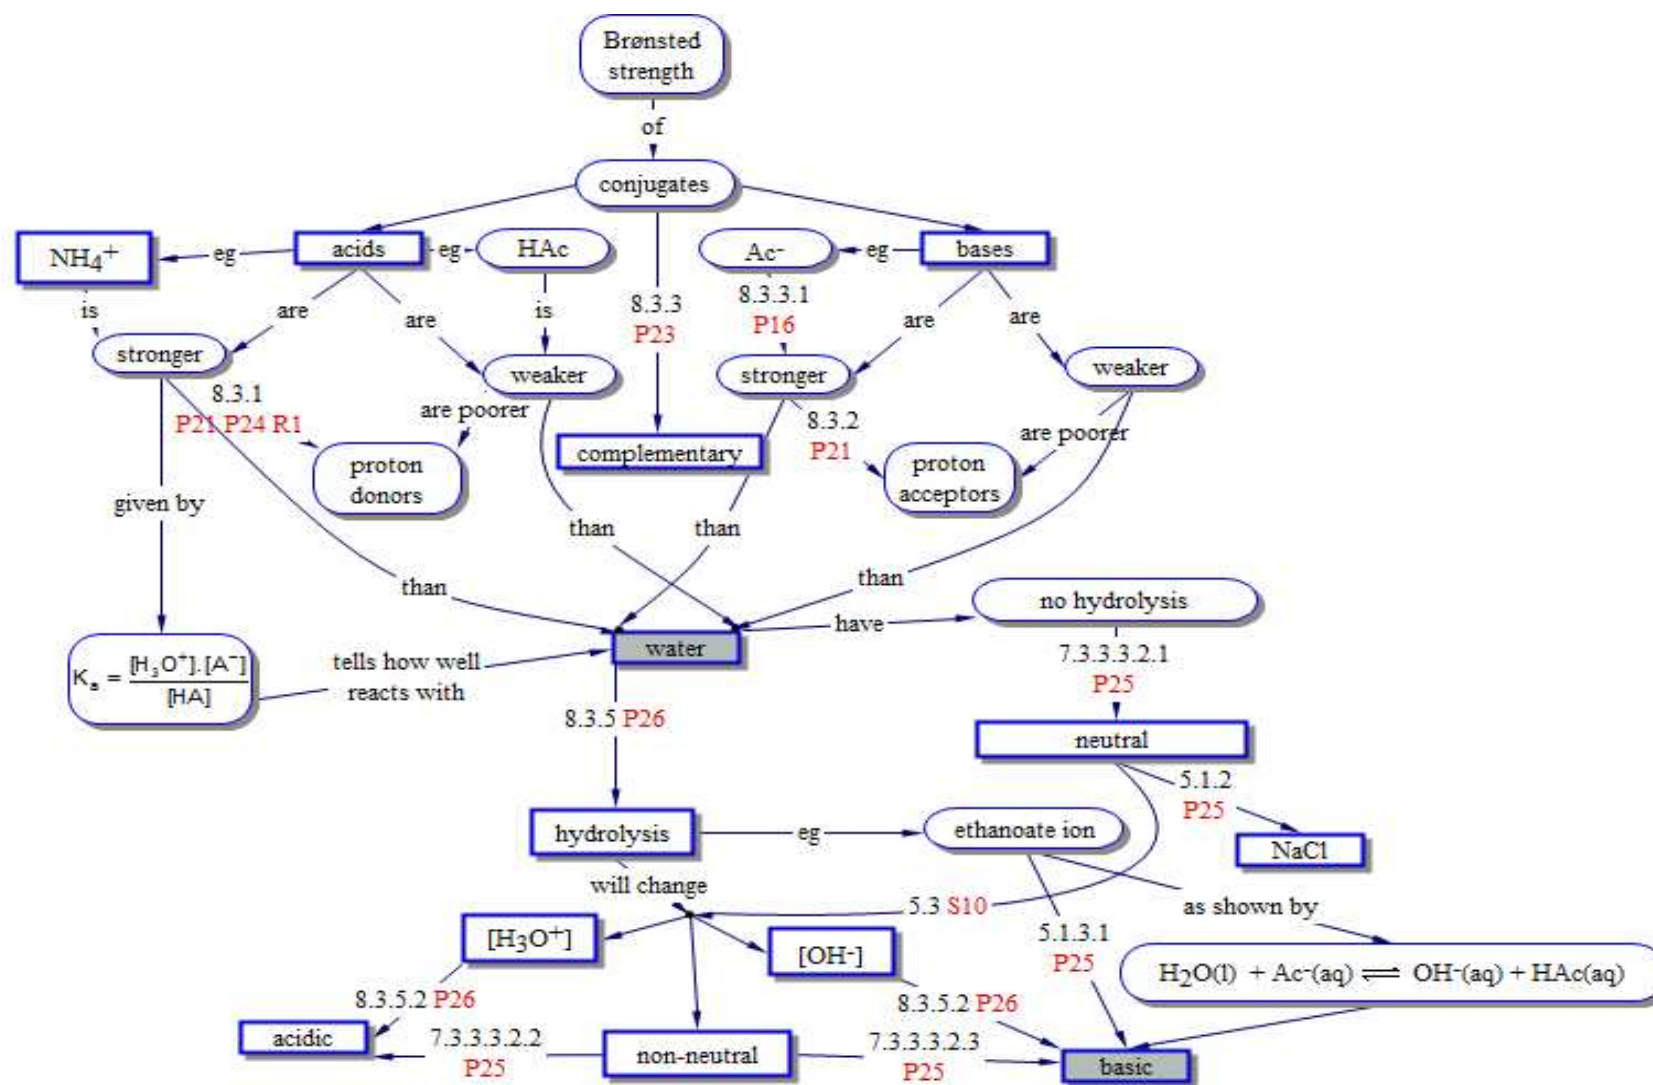 Brønsted
strength
of
conjugates
NH₄⁺
eg
acids
eg
HAc
Ac⁻
eg
bases
is
are
are
is
8.3.3
P23
8.3.3.1
P16
are
are
stronger
weaker
stronger
weaker
8.3.1
P21 P24 R1
are poorer
8.3.2
P21
are poorer
proton
donors
complementary
proton
acceptors
given by
than
than
than
than
no hydrolysis
have
water
Kₐ = [H₃O⁺].[A⁻]
[HA]
tells how well
reacts with
7.3.3.3.2.1
P25
8.3.5 P26
neutral
5.1.2
P25
hydrolysis
eg
ethanoate ion
NaCl
will change
5.3 S10
as shown by
[H₃O⁺]
[OH-]
5.1.3.1
P25
H₂O(l) + Ac-(aq) ⇌ OH-(aq) + HAc(aq)
8.3.5.2 P26
8.3.5.2 P26
acidic
7.3.3.3.2.2
P25
non-neutral
7.3.3.3.2.3
P25
basic